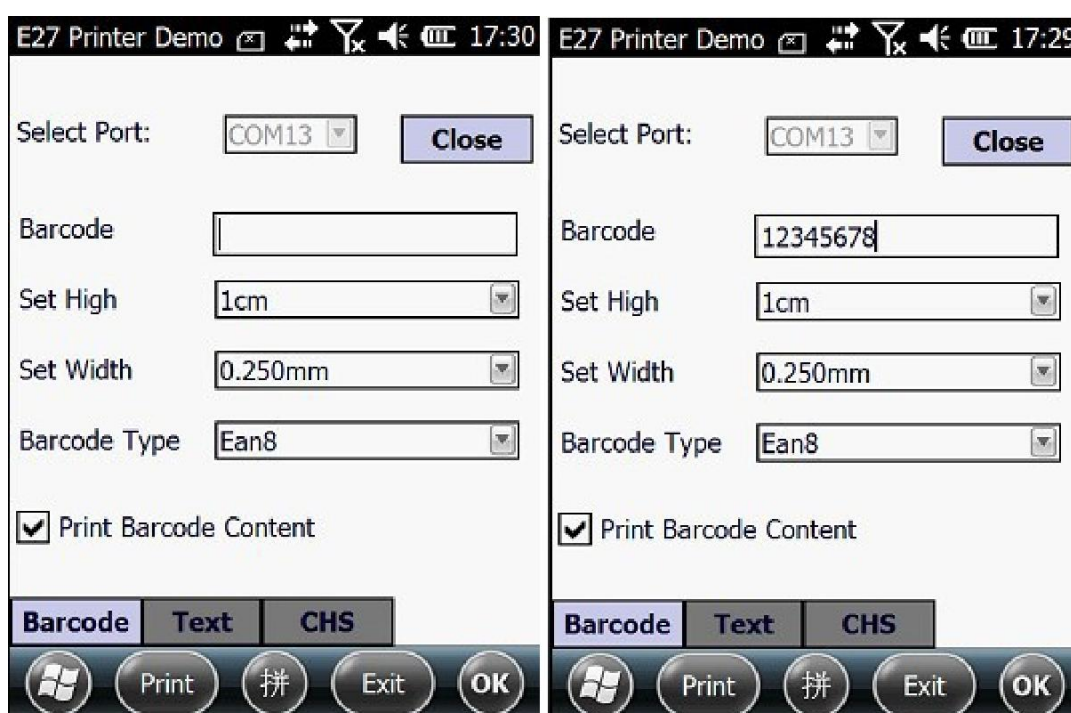 E27 Printer Demo 17:30
Select Port: COM13 Close
Barcode
Set High 1cm
Set Width 0.250mm
Barcode Type Ean8
Print Barcode Content
Barcode Text CHS
Print 拼 Exit OK
E27 Printer Demo 17:29
Select Port: COM13 Close
Barcode 12345678
Set High 1cm
Set Width 0.250mm
Barcode Type Ean8
Print Barcode Content
Barcode Text CHS
Print 拼 Exit OK